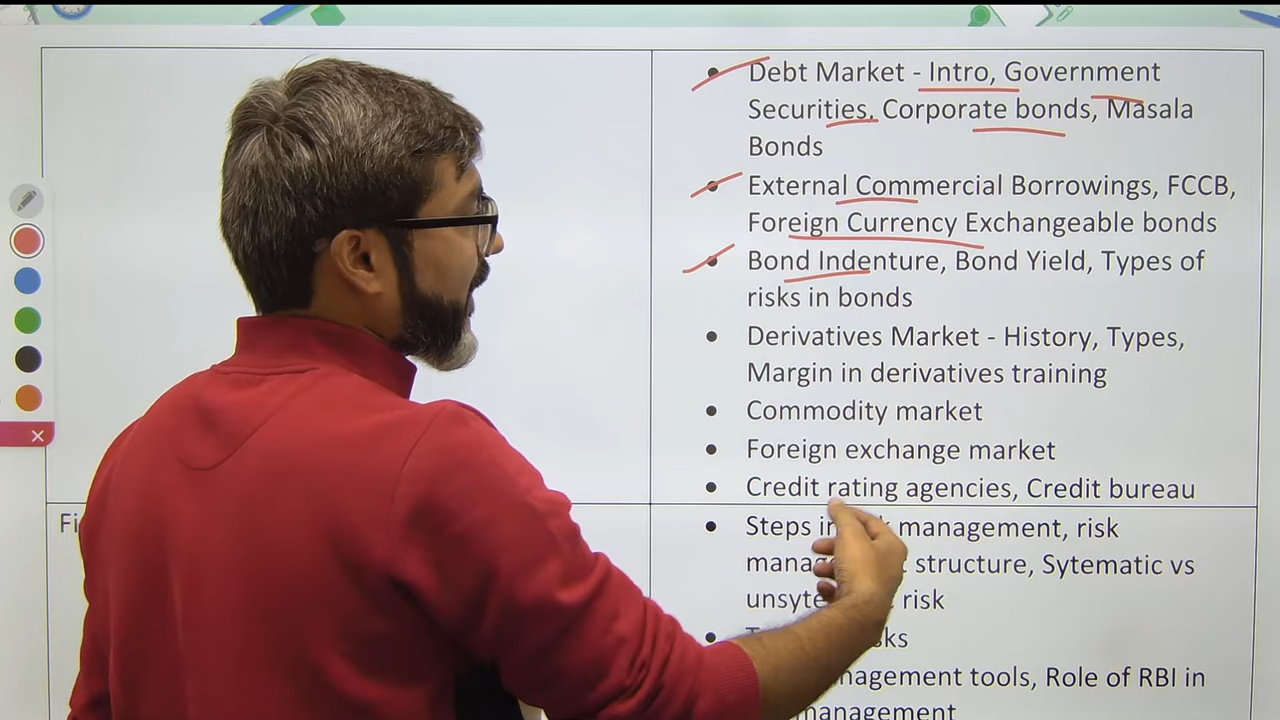 Debt Market - Intro, Government
Securities, Corporate bonds, Masala
Bonds
External Commercial Borrowings, FCCB,
Foreign Currency Exchangeable bonds
Bond Indenture, Bond Yield, Types of
risks in bonds
Derivatives Market - History, Types,
Margin in derivatives training
Commodity market
Foreign exchange market
Credit rating agencies, Credit bureau
Fi
Steps in management, risk
structure, Sytematic vs
risk
tools, Role of RBI in
management